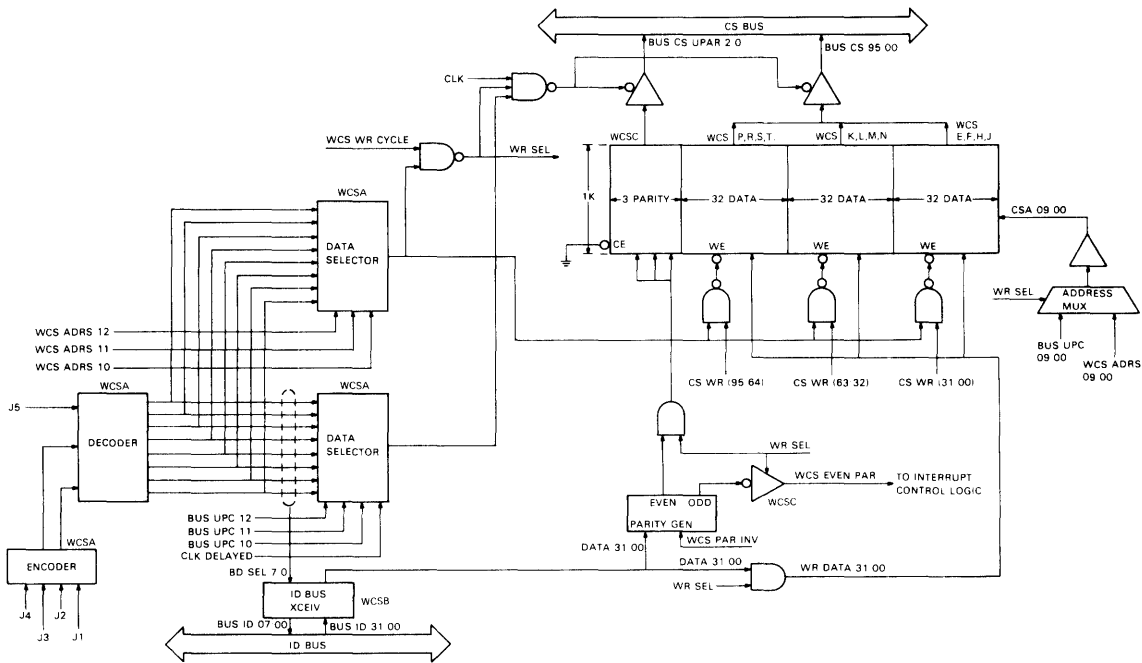 CS BUS
BUS CS UPAR 2 0
BUS CS 95 00
CLK
WCSC
WCS P,R,S,T.
WCS K,L,M,N
WCS
E,F,H,J
WCS WR CYCLE
WR SEL
1K
3 PARITY
32 DATA
32 DATA
32 DATA
CSA 09 00
CE
WE
WE
WE
WCSA
DATA
SELECTOR
WR SEL
ADDRESS
MUX
BUS UPC
09 00
WCS ADRS
09 00
WCS ADRS 12
WCS ADRS 11
WCS ADRS 10
CS WR (95 64)
CS WR (63 32)
CS WR (31 00)
WCSA
WCSA
J5
DECODER
DATA
SELECTOR
WR SEL
WCS EVEN PAR
TO INTERRUPT
CONTROL LOGIC
WCSC
EVEN ODD
PARITY GEN
BUS UPC 12
BUS UPC 11
BUS UPC 10
CLK DELAYED
WCS PAR INV
WCSA
ENCODER
DATA 31 00
DATA 31 00
WR DATA 31 00
BD SEL 7 0
WR SEL
ID BUS
XCEIV
WCSB
J4
J3
J2
J1
BUS ID 07 00
BUS ID 31 00
ID BUS